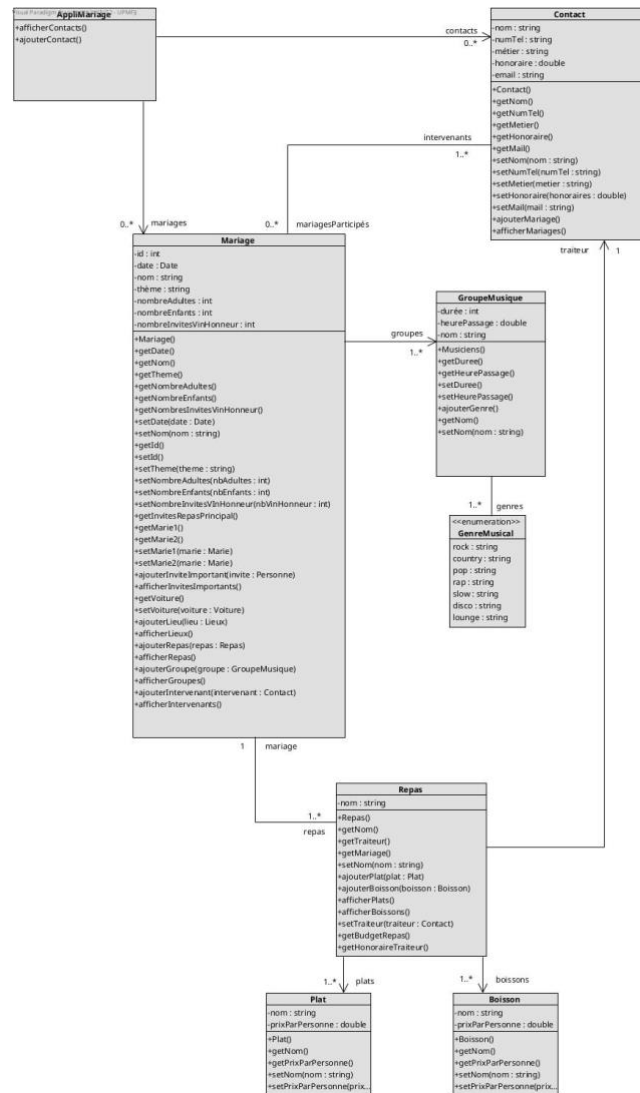 AppliMariage
+afficherContacts()
+ajouterContact()
contacts
0..*
Contact
-nom : string
-numTel : string
-métier : string
-honoraire : double
-email : string
+Contact()
+getNom()
+getNumTel()
+getMetier()
+getHonoraire()
+getMail()
+setNom(nom : string)
+setNumTel(numTel : string)
+setMetier(metier : string)
+setHonoraire(honoraires : double)
+setMail(mail : string)
+ajouterMariage()
+afficherMariages()
intervenants
1..*
0..*
mariages
0..*
mariagesParticipés
traiteur
1
Mariage
-id : int
-date : Date
-nom : string
-thème : string
-nombreAdultes : int
-nombreEnfants : int
-nombreInvitesVinHonneur : int
+Mariage()
+getDate()
+getNom()
+getTheme()
+getNombreAdultes()
+getNombreEnfants()
+getNombresInvitesVinHonneur()
+setDate(date : Date)
+setNom(nom : string)
+getId()
+setId()
+setTheme(theme : string)
+setNombreAdultes(nbAdultes : int)
+setNombreEnfants(nbEnfants : int)
+setNombreInvitesVInHonneur(nbVinHonneur : int)
+getInvitesRepasPrincipal()
+getMarie1()
+getMarie2()
+setMarie1(marie : Marie)
+setMarie2(marie : Marie)
+ajouterInviteImportant(invite : Personne)
+afficherInvitesImportants()
+getVoiture()
+setVoiture(voiture : Voiture)
+ajouterLieu(lieu : Lieux)
+afficherLieux()
+ajouterRepas(repas : Repas)
+afficherRepas()
+ajouterGroupe(groupe : GroupeMusique)
+afficherGroupes()
+ajouterIntervenant(intervenant : Contact)
+afficherIntervenants()
groupes
1..*
GroupeMusique
-durée : int
-heurePassage : double
-nom : string
+Musiciens()
+getDuree()
+getHeurePassage()
+setDuree()
+setHeurePassage()
+ajouterGenre()
+getNom()
+setNom(nom : string)
1..*
genres
<<enumeration>>
GenreMusical
rock : string
country : string
pop : string
rap : string
slow : string
disco : string
lounge : string
1
mariage
1..*
repas
Repas
-nom : string
+Repas()
+getNom()
+getTraiteur()
+getMariage()
+setNom(nom : string)
+ajouterPlat(plat : Plat)
+ajouterBoisson(boisson : Boisson)
+afficherPlats()
+afficherBoissons()
+setTraiteur(traiteur : Contact)
+getBudgetRepas()
+getHonoraireTraiteur()
1..*
plats
1..*
boissons
Plat
-nom : string
-prixParPersonne : double
+Plat()
+getNom()
+getPrixParPersonne()
+setNom(nom : string)
+setPrixParPersonne(prix...
Boisson
-nom : string
-prixParPersonne : double
+Boisson()
+getNom()
+getPrixParPersonne()
+setNom(nom : string)
+setPrixParPersonne(prix...